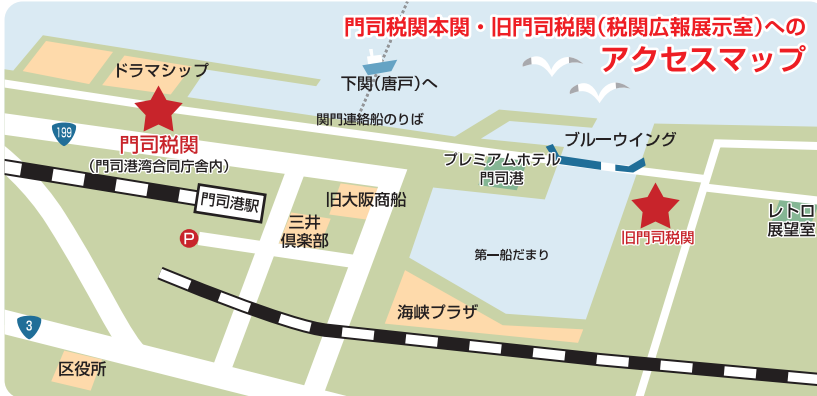 門司税関本関・旧門司税関(税関広報展示室)への
アクセスマップ
ドラマシップ
下関(唐戸)へ
関門連絡船のりば
199
門司税関
(門司港湾合同庁舎内)
ブルーウイング
プレミアムホテル
門司港
門司港駅
旧大阪商船
三井
倶楽部
P
旧門司税関
レトロ
展望室
第一船だまり
海峡プラザ
3
区役所